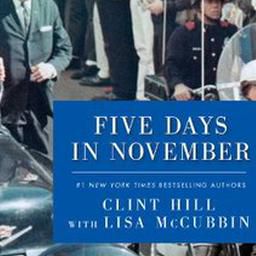 FIVE DAYS
IN NOVEMBER
#1 NEW YORK TIMES BESTSELLING AUTHORS
CLINT HILL
WITH LISA McCUBBIN